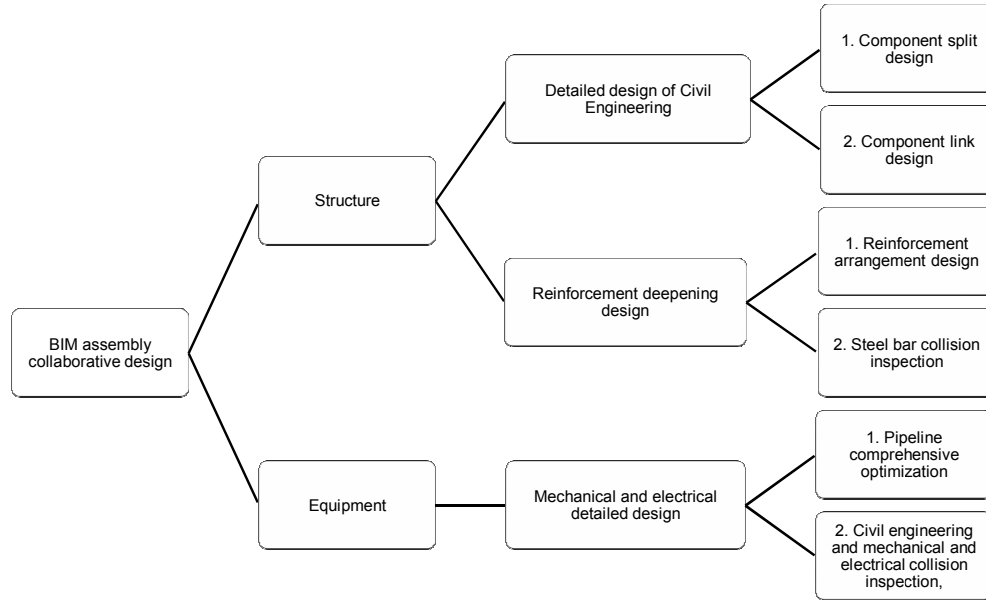 BIM assembly
collaborative design
Structure
Equipment
Detailed design of Civil
Engineering
Reinforcement deepening
design
Mechanical and electrical
detailed design
1. Component split
design
2. Component link
design
1. Reinforcement
arrangement design
2. Steel bar collision
inspection
1. Pipeline
comprehensive
optimization
2. Civil engineering
and mechanical and
electrical collision
inspection,